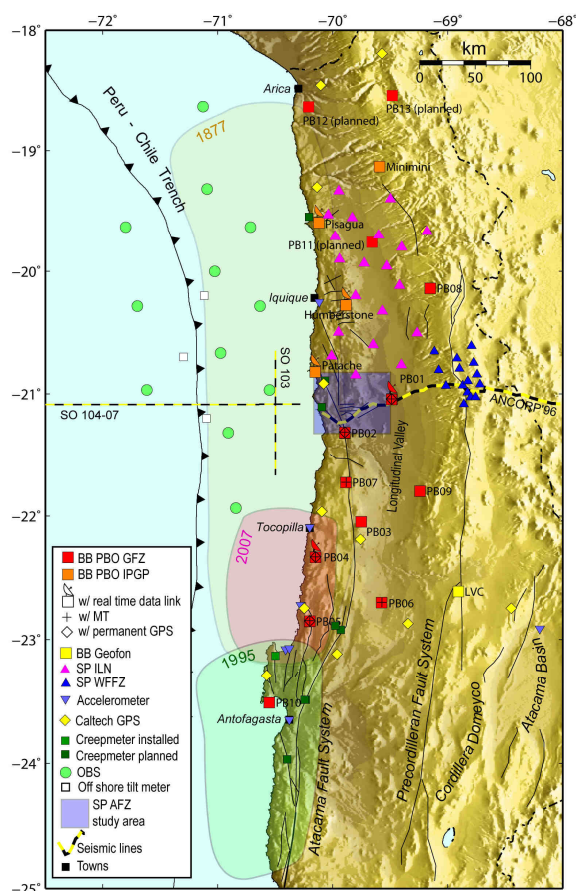 -72
-71
-70
-69
-68
-18°
km
0
50
100
Arica
PB12 (planned)
PB13 (planned)
Peru - Chile Trench
1877
Minimini
-19°
Pisagua
PB11 (planned)
-20°
PB08
Iquique
Humberstone
SO 103
Patache
PB01
-21°
SO 104-07
ANCORP'96
PB02
Longitudinal Valley
PB07
PB09
-22°
2007
Tocopilla
PB03
PB04
PB06
LVC
PB05
-23°
1995
PB10
Antofagasta
Atacama Fault System
Precordilleran Fault System
Cordillera Domeyco
Atacama Basin
-24°
-25°
BB PBO GFZ
BB PBO IPGP
w/ real time data link
w/ MT
w/ permanent GPS
BB Geofon
SP ILN
SP WFFZ
Accelerometer
Caltech GPS
Creepmeter installed
Creepmeter planned
OBS
Off shore tilt meter
SP AFZ
study area
Seismic lines
Towns